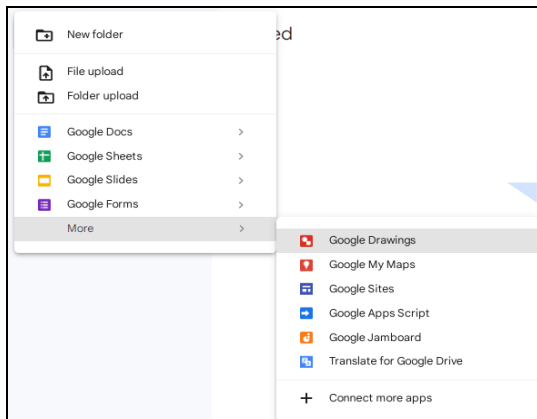 New folder
ed
File upload
Folder upload
Google Docs
Google Sheets
Google Slides
Google Forms
More
Google Drawings
Google My Maps
Google Sites
Google Apps Script
Google Jamboard
Translate for Google Drive
Connect more apps